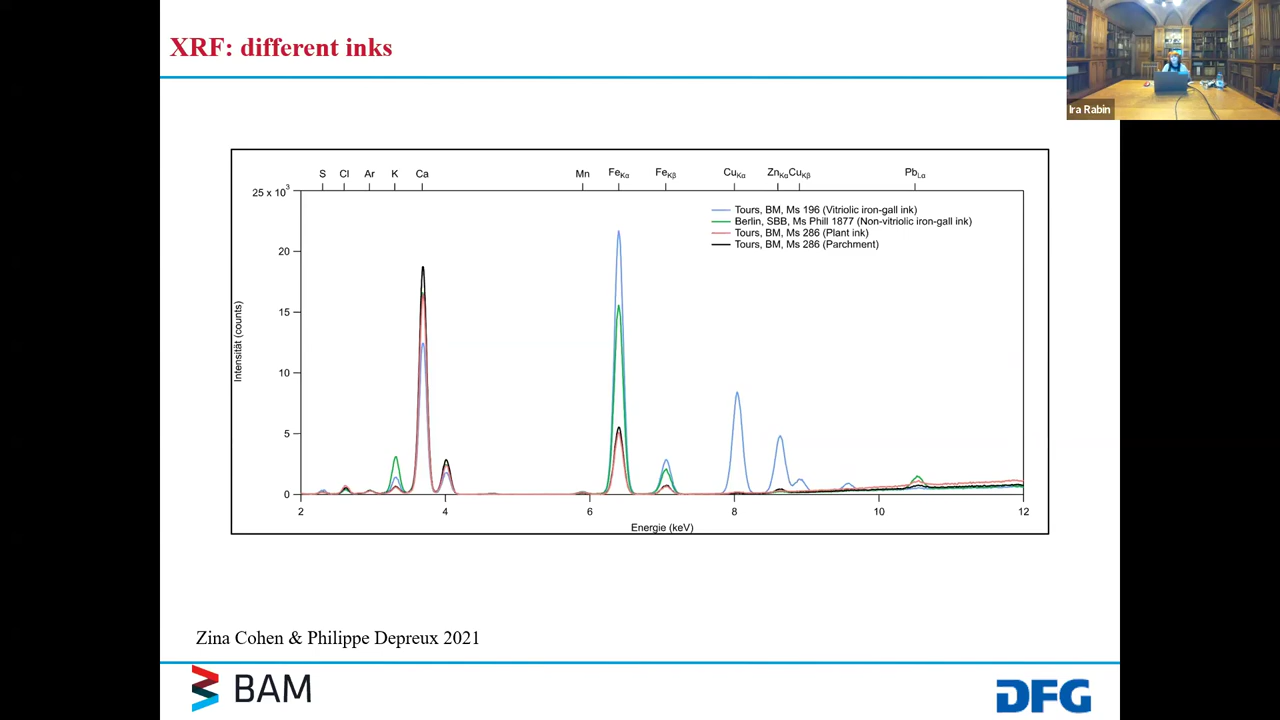 XRF: different inks
Ira Rabin
S Cl Ar K Ca Mn FeKα FeKβ CuKα ZnKα CuKβ PbLα
25 x 10³
20
15
10
5
0
Intensität (counts)
Tours, BM, Ms 196 (Vitriolic iron-gall ink)
Berlin, SBB, Ms Phill 1877 (Non-vitriolic iron-gall ink)
Tours, BM, Ms 286 (Plant ink)
Tours, BM, Ms 286 (Parchment)
2 4 6 8 10 12
Energie (keV)
Zina Cohen & Philippe Depreux 2021
BAM
DFG